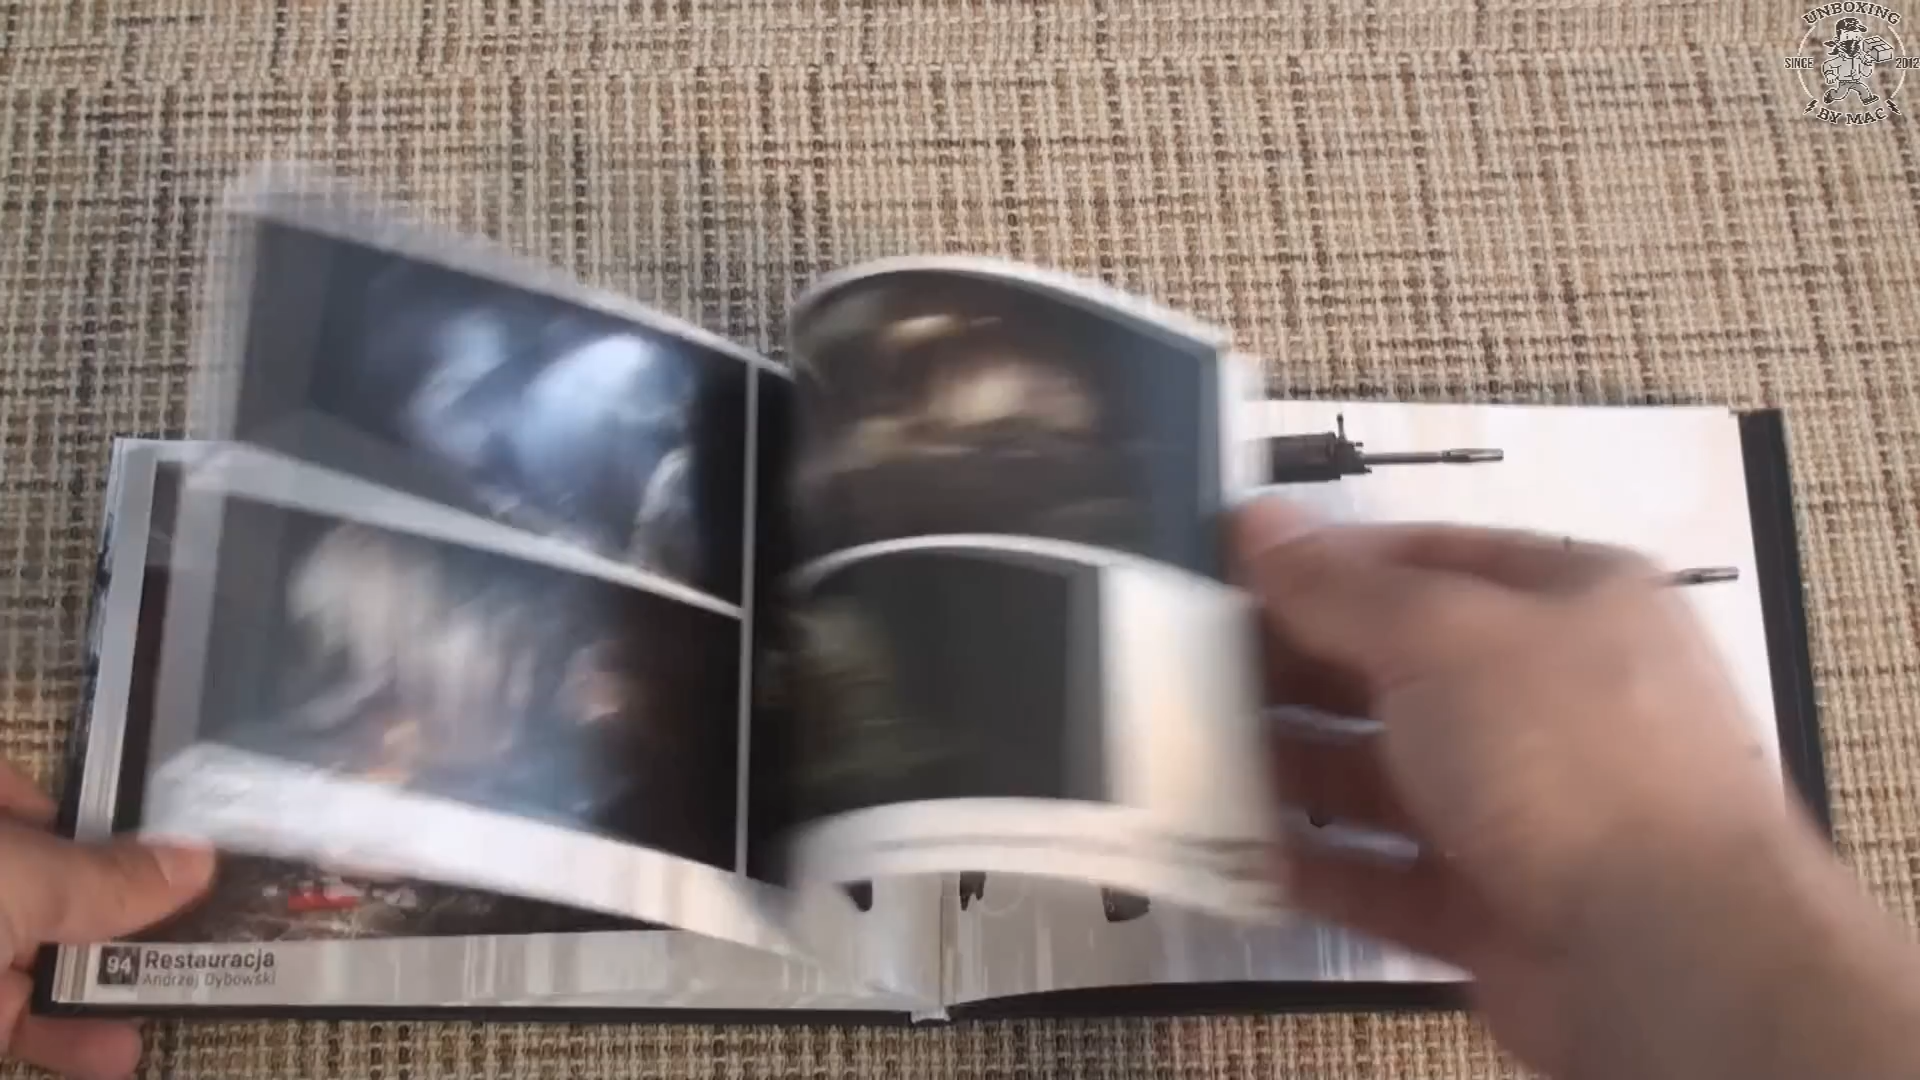 UNBOXING
SINCE 2012
BY MAC
94 Restauracja
Andrzej Dybowski